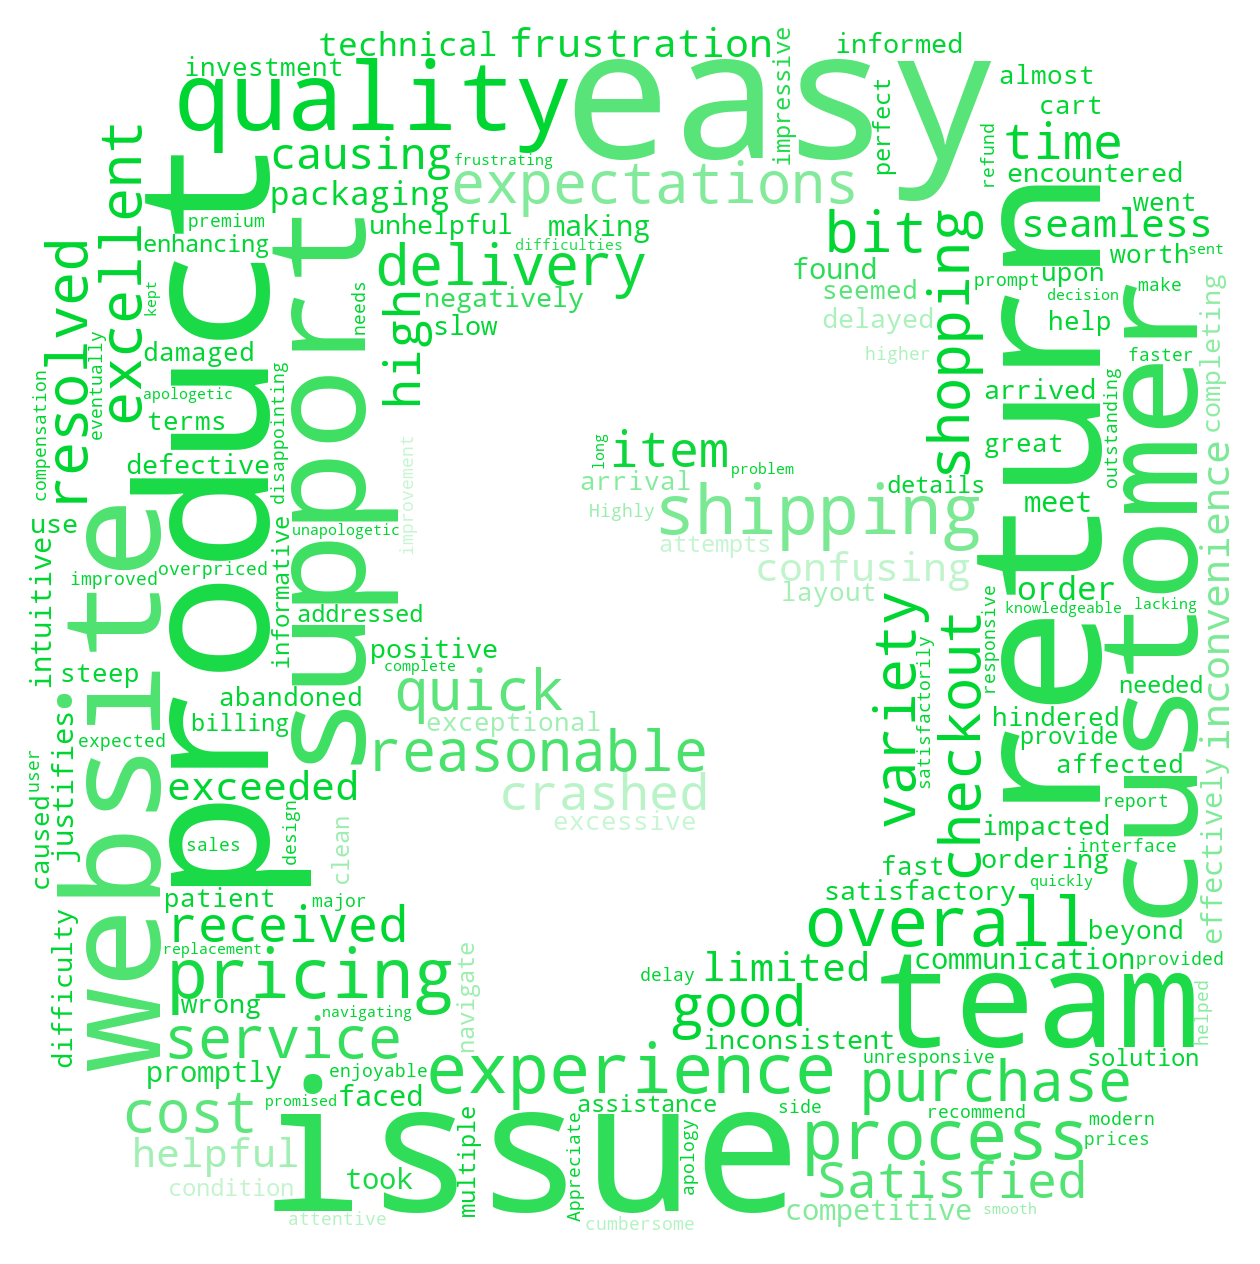 technical
frustration
easy
impressive
informed
investment
quality
almost
cart
perfect
refund
time
excellent
product
causing
frustrating
expectations
encountered
packaging
went
seamless
premium
support
unhelpful
making
bit
shopping
return
resolved
enhancing
difficulties
delivery
worth
sent
found
prompt
upon
kept
needs
high
negatively
seemed
decision
make
completing
slow
delayed
help
customer
eventually
damaged
higher
faster
compensation
apologetic
disappointing
arrived
outstanding
terms
improvement
long
item
great
defective
problem
arrival
details
Highly
shipping
meet
use
website
informative
unapologetic
attempts
intuitives
improved
overpriced
confusing
layout
order
responsive
knowledgeable
lacking
addressed
variety
checkout
inconvenience
positive
satisfactorily
steep
complete
needed
abandoned
quick
justifies
billing
exceptional
hindered
expected
reasonable
provide
user
affected
exceeded
crashed
caused
design
excessive
report
impacted
sales
clean
interface
effectively
ordering
fast
patient
major
satisfactory
quickly
difficulty
received
overall
beyond
replacement
navigate
communication
provided
pricing
delay
limited
team
wrong
navigating
good
helped
service
inconsistent
unresponsive
solution
promptly
enjoyable
experience
purchase
cost
promised
faced
assistance
side
recommend
issue
multiple
Appreciate
apology
process
modern
prices
helpful
took
Satisfied
condition
competitive
smooth
attentive
cumbersome